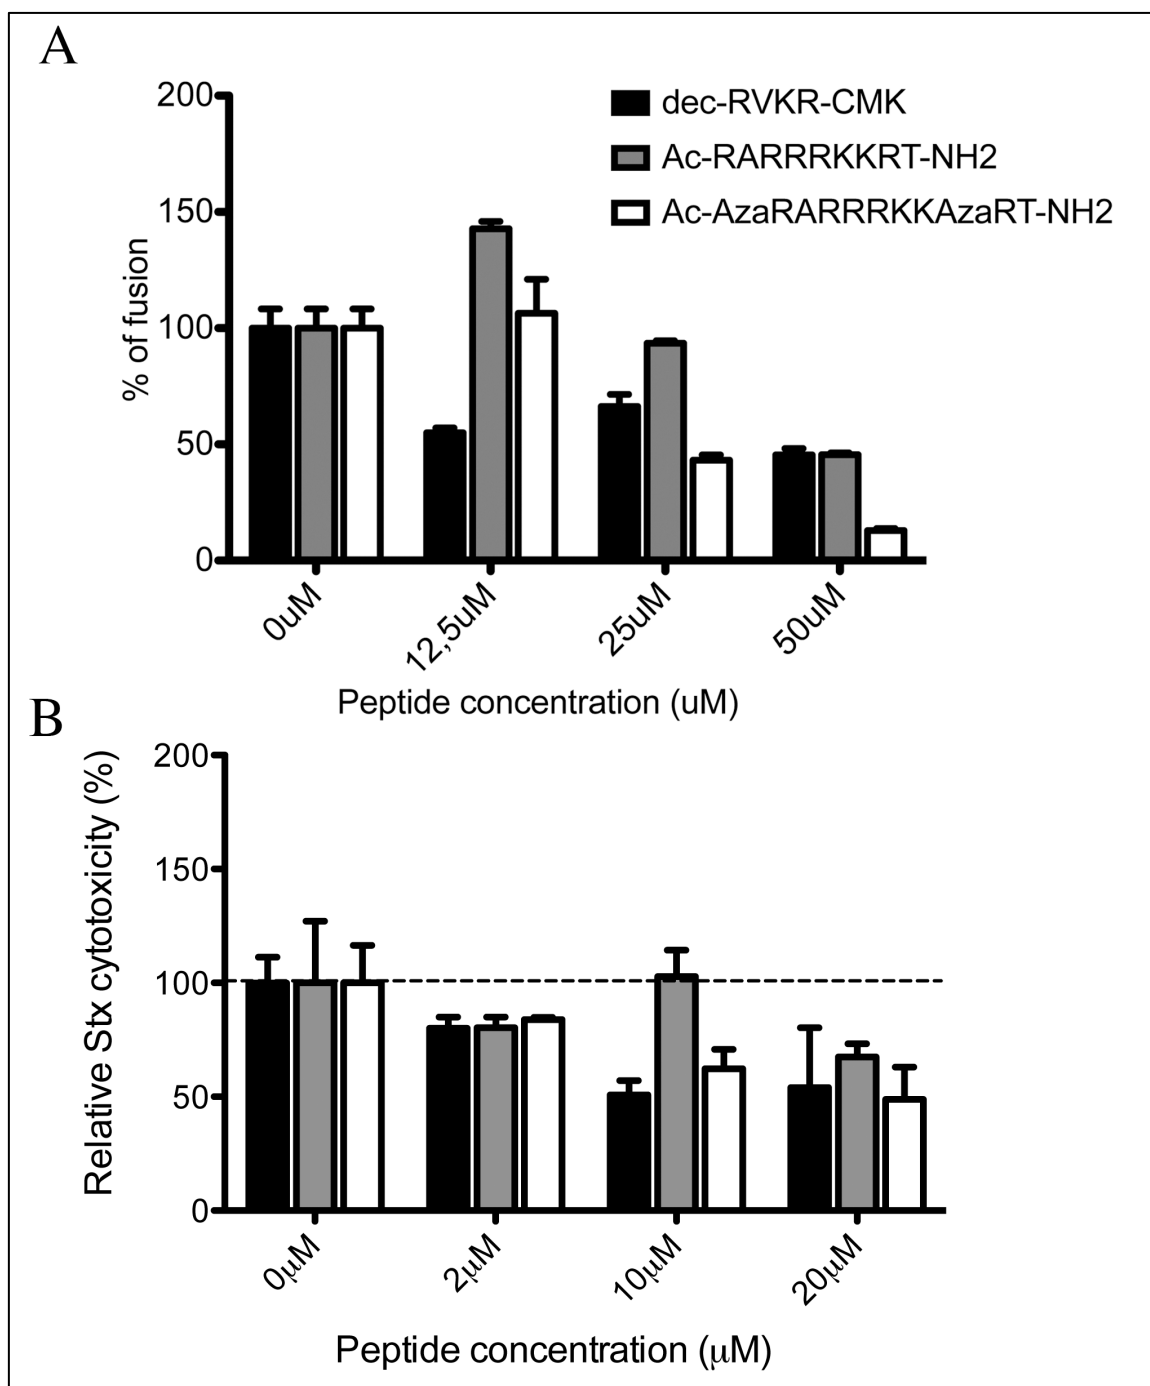 A
200
150
100
50
0
% of fusion
dec-RVKR-CMK
Ac-RARRRKKRT-NH2
Ac-AzaRARRRKKAzaRT-NH2
0uM
12,5uM
25uM
50uM
Peptide concentration (uM)
B
200
150
100
50
0
Relative Stx cytotoxicity (%)
0μM
2μM
10μM
20μM
Peptide concentration (μM)